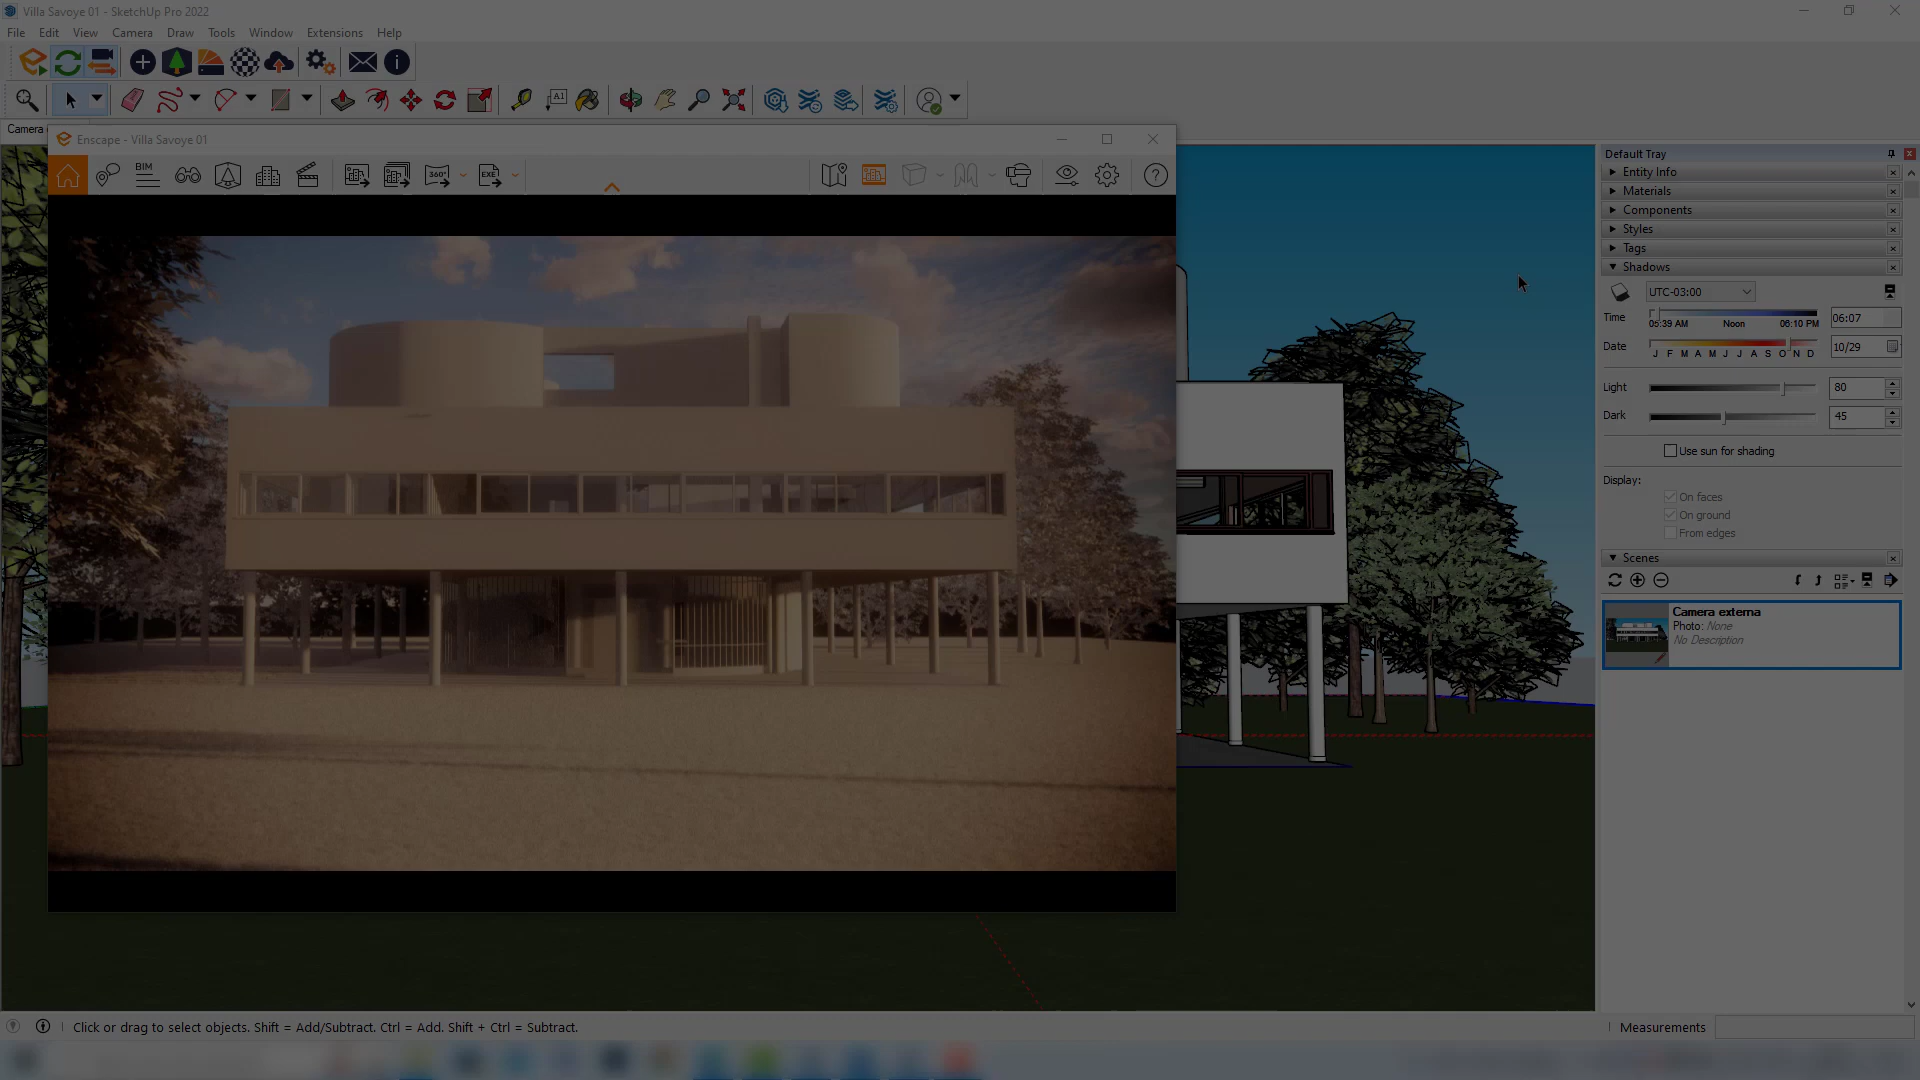 Villa Savoye 01 - SketchUp Pro 2022
File Edit View Camera Draw Tools Window Extensions Help
A1
Camera
Enscape - Villa Savoye 01
BIM
360°
EXE
Default Tray
Entity Info
Materials
Components
Styles
Tags
Shadows
UTC-03:00
Time
05:39 AM Noon 06:10 PM
06:07
Date
J F M A M J J A S O N D
10/29
Light
80
Dark
45
Use sun for shading
Display:
On faces
On ground
From edges
Scenes
Camera externa
Photo: None
No Description
Click or drag to select objects. Shift = Add/Subtract. Ctrl = Add. Shift + Ctrl = Subtract.
Measurements